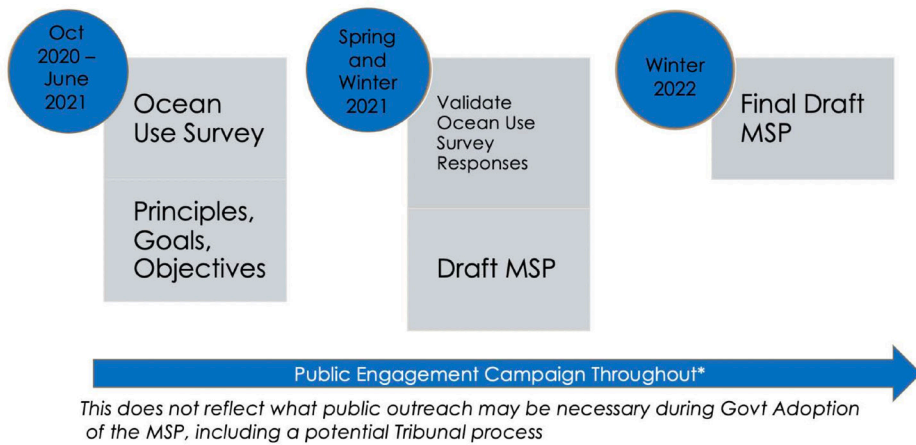 Oct
2020 –
June
2021
Ocean
Use Survey
Principles,
Goals,
Objectives
Spring
and
Winter
2021
Validate
Ocean Use
Survey
Responses
Draft MSP
Winter
2022
Final Draft
MSP
Public Engagement Campaign Throughout*
This does not reflect what public outreach may be necessary during Govt Adoption
of the MSP, including a potential Tribunal process